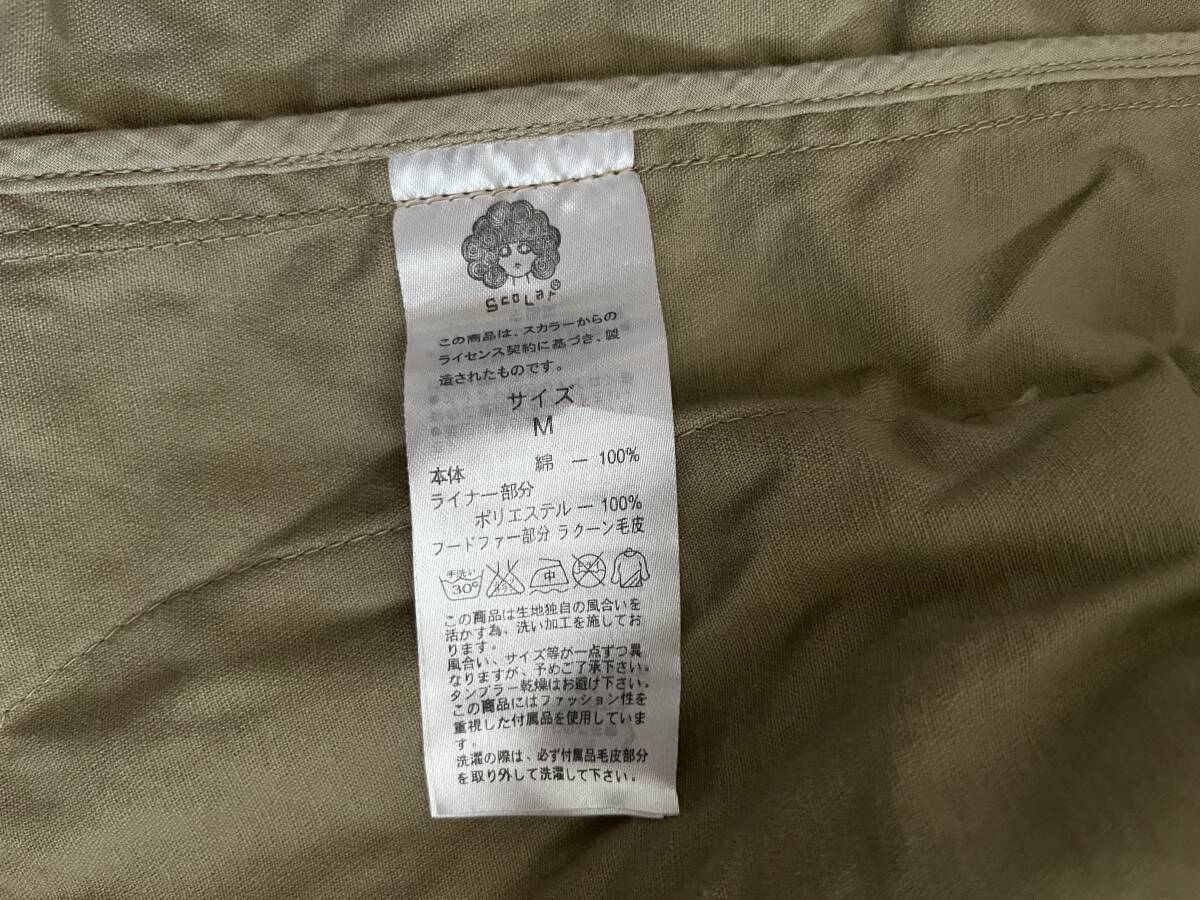 scoLar®
この商品は、スカラーからの
ライセンス契約に基づき、製
造されたものです。
サイズ
M
本体 綿 ー 100%
ライナー部分
ポリエステル ー 100%
フードファー部分 ラクーン毛皮
手洗い 30° エンソサラシ 中 ドライ
この商品は生地独自の風合いを
活かす為、洗い加工を施してお
ります。
風合い、サイズ等が一点ずつ異
なりますが、予めご了承下さい。
タンブラー乾燥はお避け下さい。
この商品にはファッション性を
重視した付属品を使用していま
す。
洗濯の際は、必ず付属品毛皮部分
を取り外して洗濯して下さい。